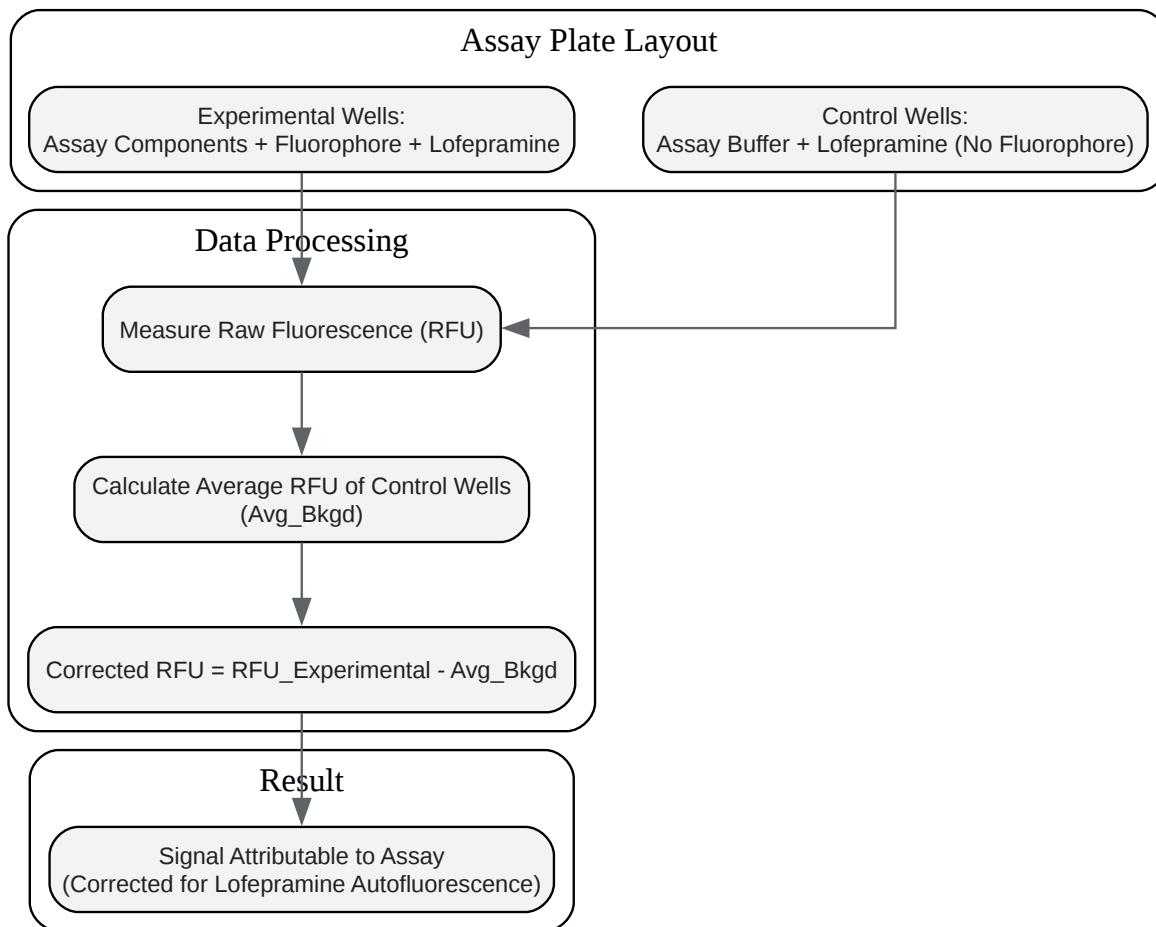 Assay Plate Layout
Experimental Wells:
Assay Components + Fluorophore + Lofepramine
Control Wells:
Assay Buffer + Lofepramine (No Fluorophore)
Data Processing
Measure Raw Fluorescence (RFU)
Calculate Average RFU of Control Wells
(Avg_Bkgd)
Corrected RFU = RFU_Experimental - Avg_Bkgd
Result
Signal Attributable to Assay
(Corrected for Lofepramine Autofluorescence)